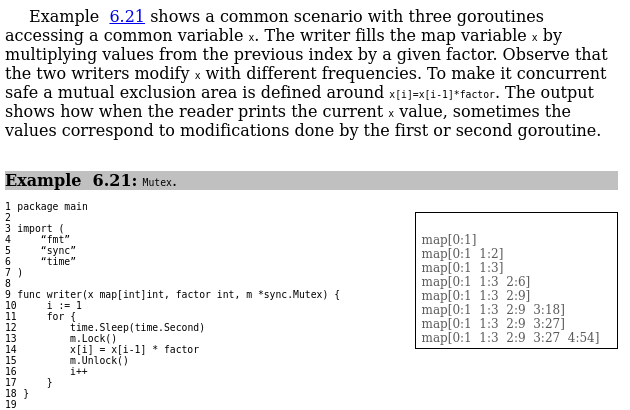 Example 6.21 shows a common scenario with three goroutines
accessing a common variable x. The writer fills the map variable x by
multiplying values from the previous index by a given factor. Observe that
the two writers modify x with different frequencies. To make it concurrent
safe a mutual exclusion area is defined around x[i]=x[i-1]*factor. The output
shows how when the reader prints the current x value, sometimes the
values correspond to modifications done by the first or second goroutine.
Example 6.21: Mutex.
1 package main
2
3 import (
4 “fmt”
5 “sync”
6 “time”
7 )
8
9 func writer(x map[int]int, factor int, m *sync.Mutex) {
10 i := 1
11 for {
12 time.Sleep(time.Second)
13 m.Lock()
14 x[i] = x[i-1] * factor
15 m.Unlock()
16 i++
17 }
18 }
19
map[0:1]
map[0:1 1:2]
map[0:1 1:3]
map[0:1 1:3 2:6]
map[0:1 1:3 2:9]
map[0:1 1:3 2:9 3:18]
map[0:1 1:3 2:9 3:27]
map[0:1 1:3 2:9 3:27 4:54]